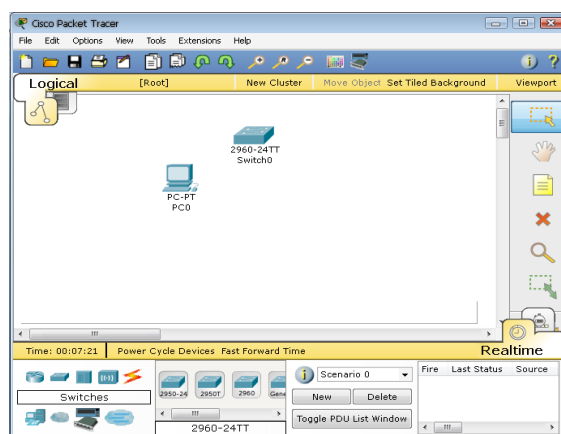 Cisco Packet Tracer
File Edit Options View Tools Extensions Help
Logical [Root] New Cluster Move Object Set Tiled Background Viewport
2960-24TT
Switch0
PC-PT
PC0
Time: 00:07:21 Power Cycle Devices Fast Forward Time Realtime
Scenario 0
Fire Last Status Source
2950-24 2950T 2960
New Delete
Switches
Toggle PDU List Window
2960-24TT